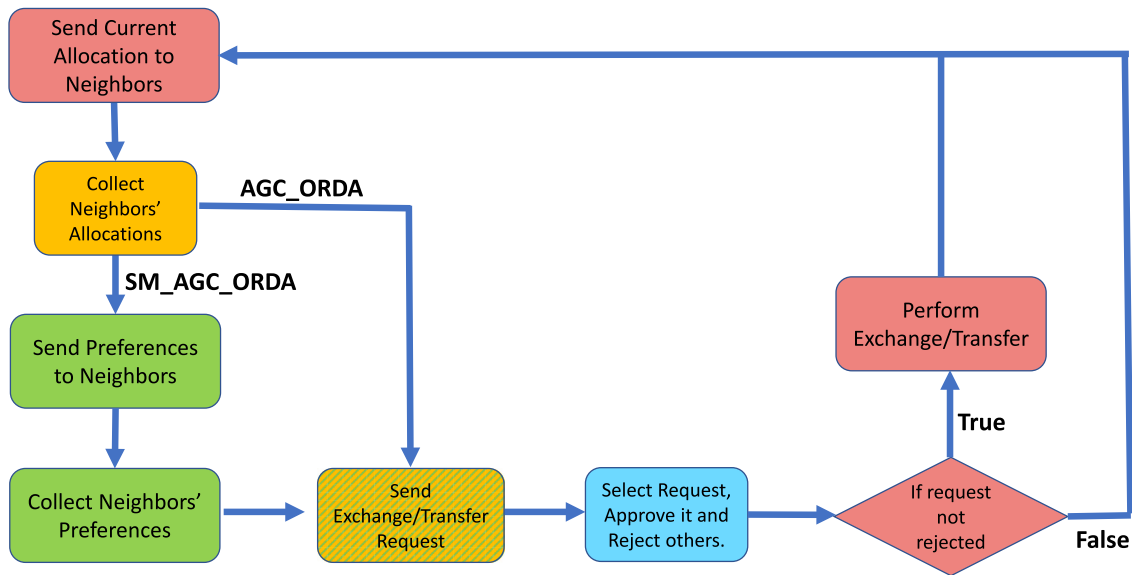 Send Current
Allocation to
Neighbors
Collect
Neighbors’
Allocations
AGC_ORDA
SM_AGC_ORDA
Send Preferences
to Neighbors
Collect Neighbors’
Preferences
Send
Exchange/Transfer
Request
Select Request,
Approve it and
Reject others.
If request
not
rejected
True
False
Perform
Exchange/Transfer